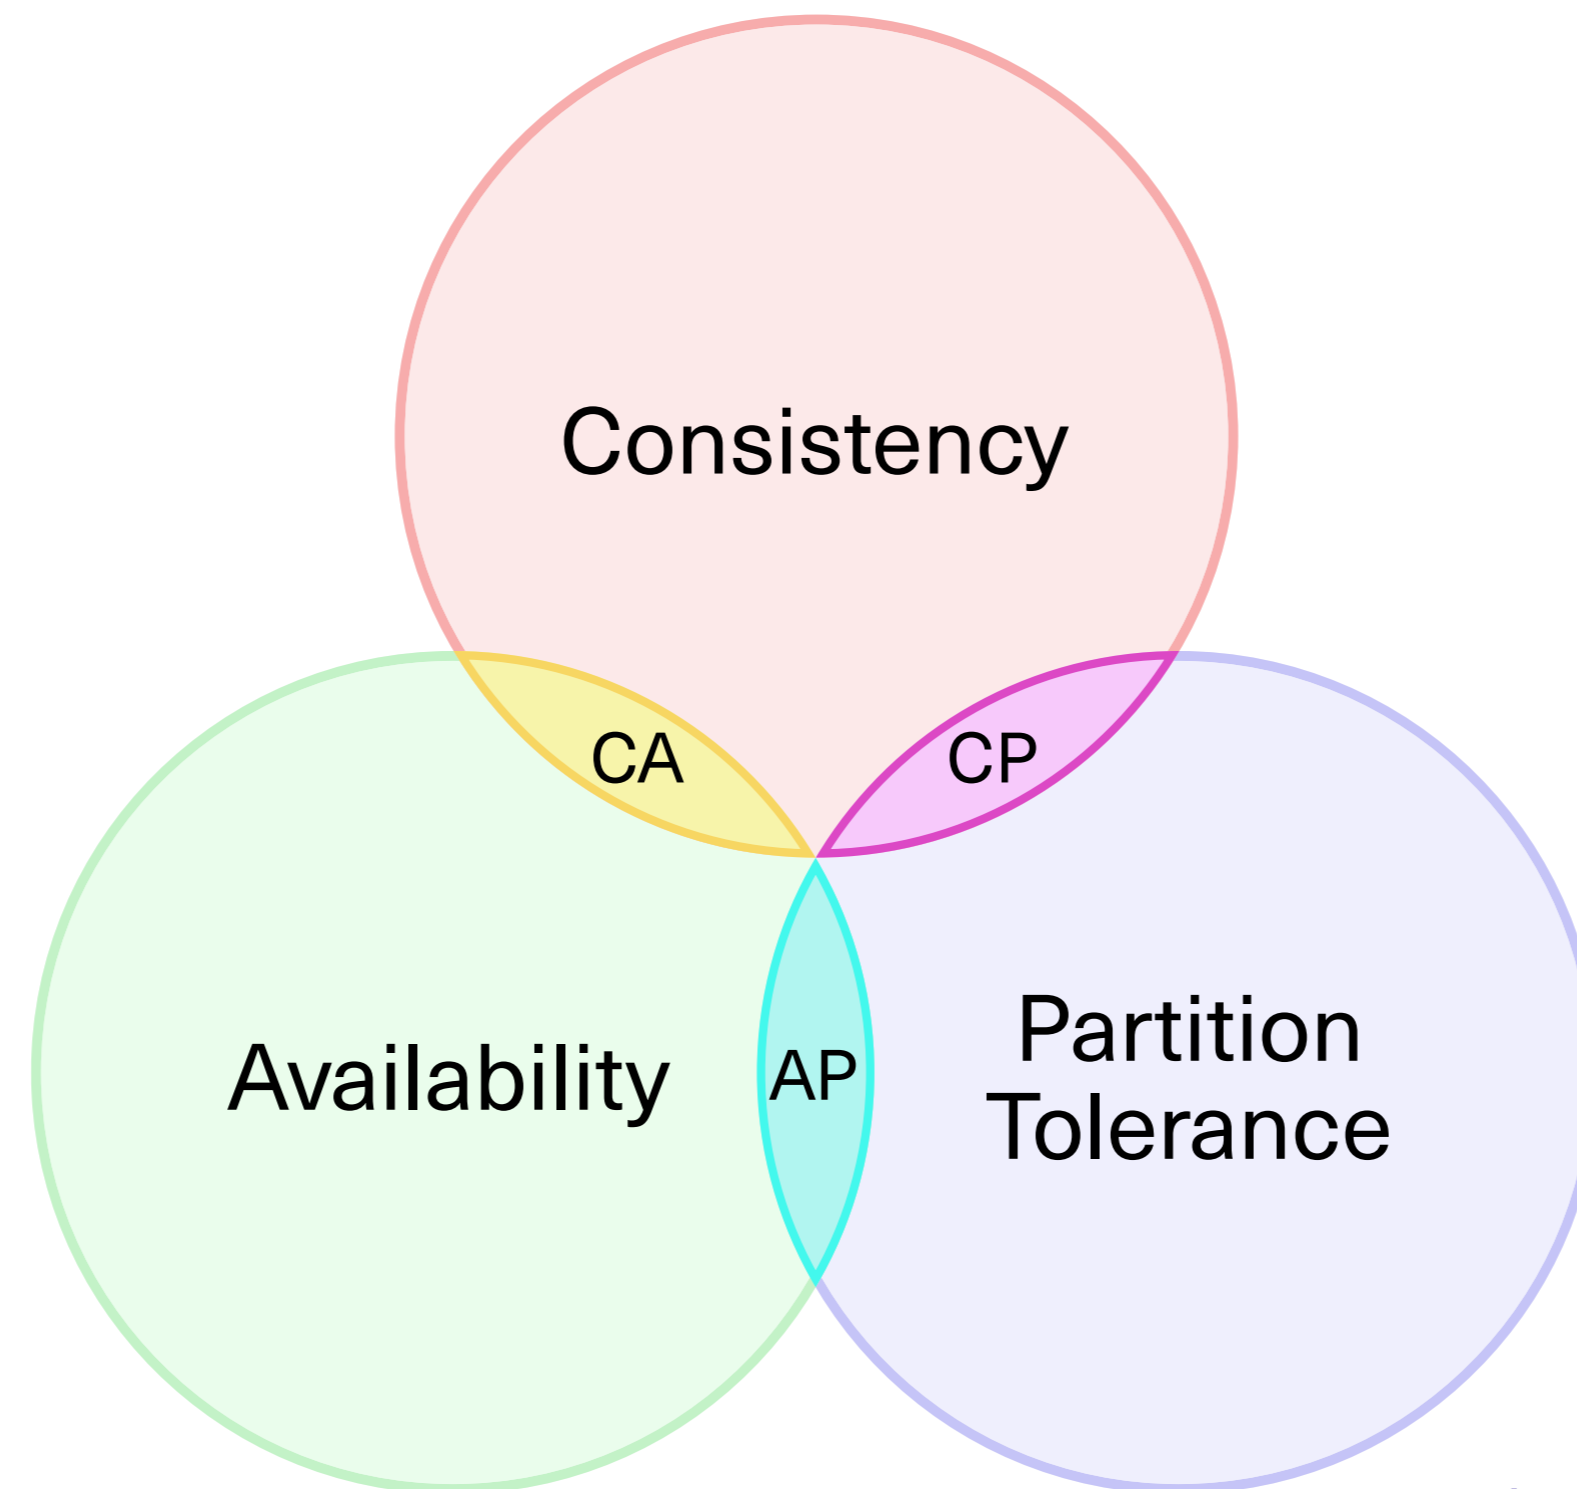 Consistency
CA
CP
Availability
AP
Partition
Tolerance